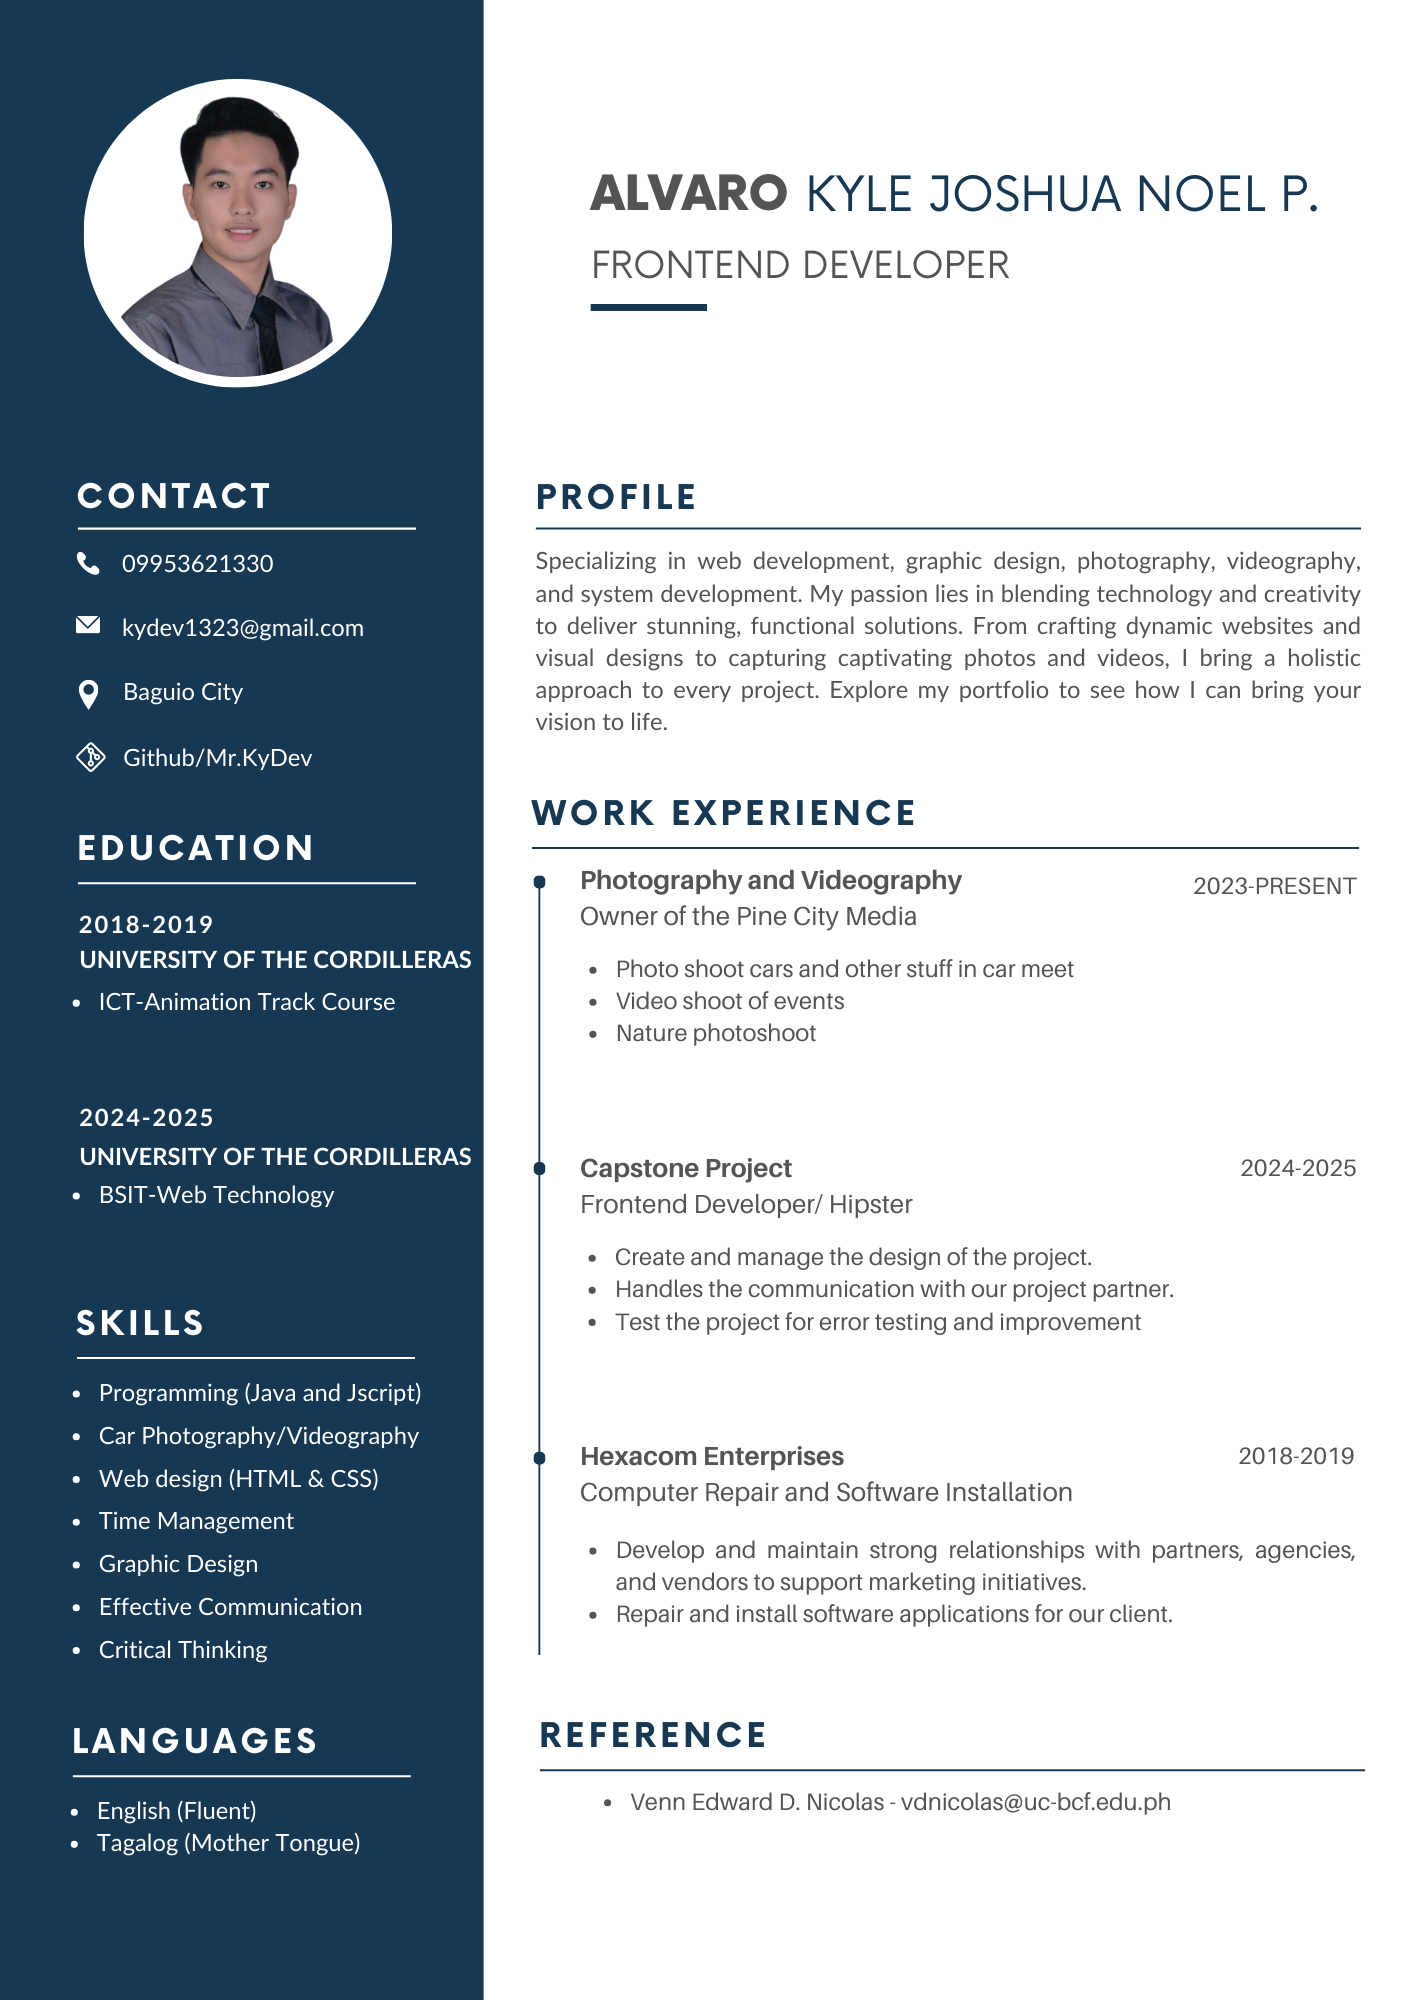 ALVARO KYLE JOSHUA NOEL P.
FRONTEND DEVELOPER
CONTACT
09953621330
kydev1323@gmail.com
Baguio City
Github/Mr.KyDev
EDUCATION
2018-2019
UNIVERSITY OF THE CORDILLERAS
• ICT-Animation Track Course
2024-2025
UNIVERSITY OF THE CORDILLERAS
• BSIT-Web Technology
SKILLS
• Programming (Java and Jscript)
• Car Photography/Videography
• Web design (HTML & CSS)
• Time Management
• Graphic Design
• Effective Communication
• Critical Thinking
LANGUAGES
• English (Fluent)
• Tagalog (Mother Tongue)
PROFILE
Specializing in web development, graphic design, photography, videography,
and system development. My passion lies in blending technology and creativity
to deliver stunning, functional solutions. From crafting dynamic websites and
visual designs to capturing captivating photos and videos, I bring a holistic
approach to every project. Explore my portfolio to see how I can bring your
vision to life.
WORK EXPERIENCE
Photography and Videography 2023-PRESENT
Owner of the Pine City Media
• Photo shoot cars and other stuff in car meet
• Video shoot of events
• Nature photoshoot
Capstone Project 2024-2025
Frontend Developer/ Hipster
• Create and manage the design of the project.
• Handles the communication with our project partner.
• Test the project for error testing and improvement
Hexacom Enterprises 2018-2019
Computer Repair and Software Installation
• Develop and maintain strong relationships with partners, agencies,
and vendors to support marketing initiatives.
• Repair and install software applications for our client.
REFERENCE
• Venn Edward D. Nicolas - vdnicolas@uc-bcf.edu.ph